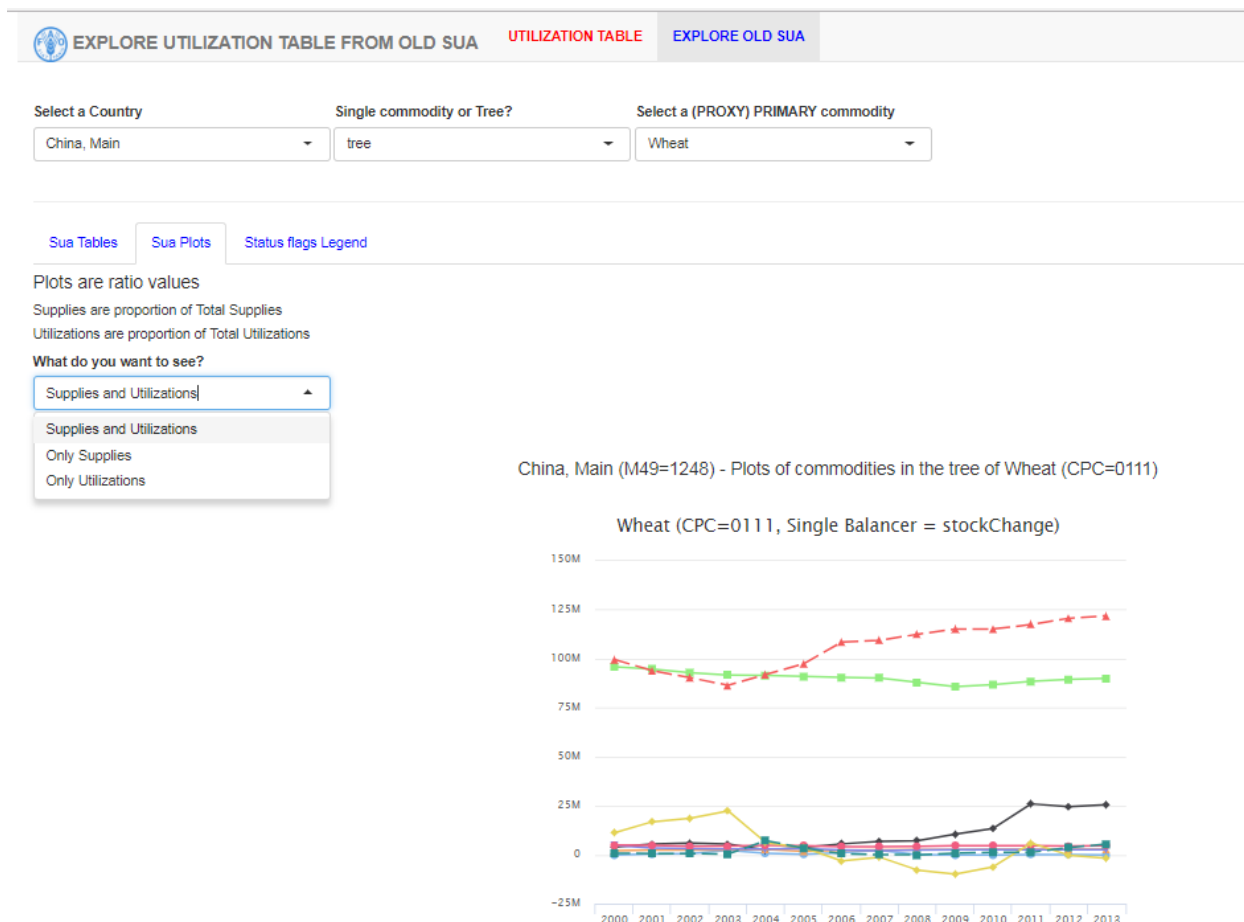 FAO
EXPLORE UTILIZATION TABLE FROM OLD SUA UTILIZATION TABLE EXPLORE OLD SUA
Select a Country Single commodity or Tree? Select a (PROXY) PRIMARY commodity
China, Main tree Wheat
Sua Tables Sua Plots Status flags Legend
Plots are ratio values
Supplies are proportion of Total Supplies
Utilizations are proportion of Total Utilizations
What do you want to see?
Supplies and Utilizations
Supplies and Utilizations
Only Supplies
Only Utilizations
China, Main (M49=1248) - Plots of commodities in the tree of Wheat (CPC=0111)
Wheat (CPC=0111, Single Balancer = stockChange)
150M
125M
100M
75M
50M
25M
0
-25M
2000 2001 2002 2003 2004 2005 2006 2007 2008 2009 2010 2011 2012 2013